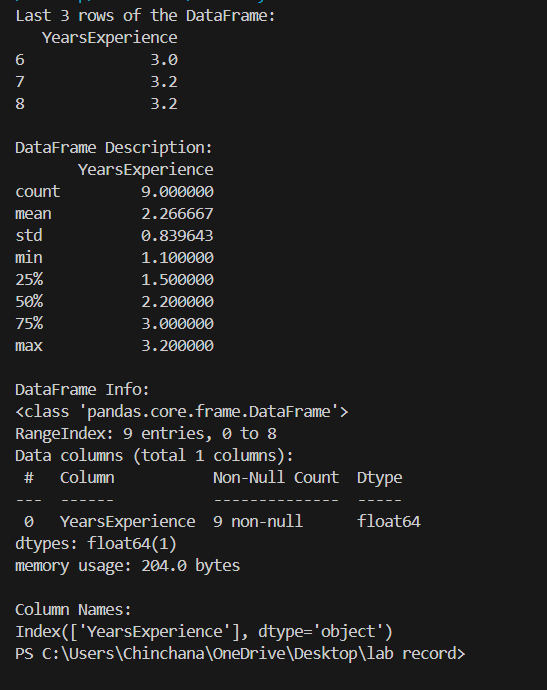 Last 3 rows of the DataFrame:
   YearsExperience
6              3.0
7              3.2
8              3.2

DataFrame Description:
       YearsExperience
count         9.000000
mean          2.266667
std           0.839643
min           1.100000
25%           1.500000
50%           2.200000
75%           3.000000
max           3.200000

DataFrame Info:
<class 'pandas.core.frame.DataFrame'>
RangeIndex: 9 entries, 0 to 8
Data columns (total 1 columns):
 #   Column           Non-Null Count  Dtype
---  ------           --------------  -----
 0   YearsExperience  9 non-null      float64
dtypes: float64(1)
memory usage: 204.0 bytes

Column Names:
Index(['YearsExperience'], dtype='object')
PS C:\Users\Chinchana\OneDrive\Desktop\lab record>